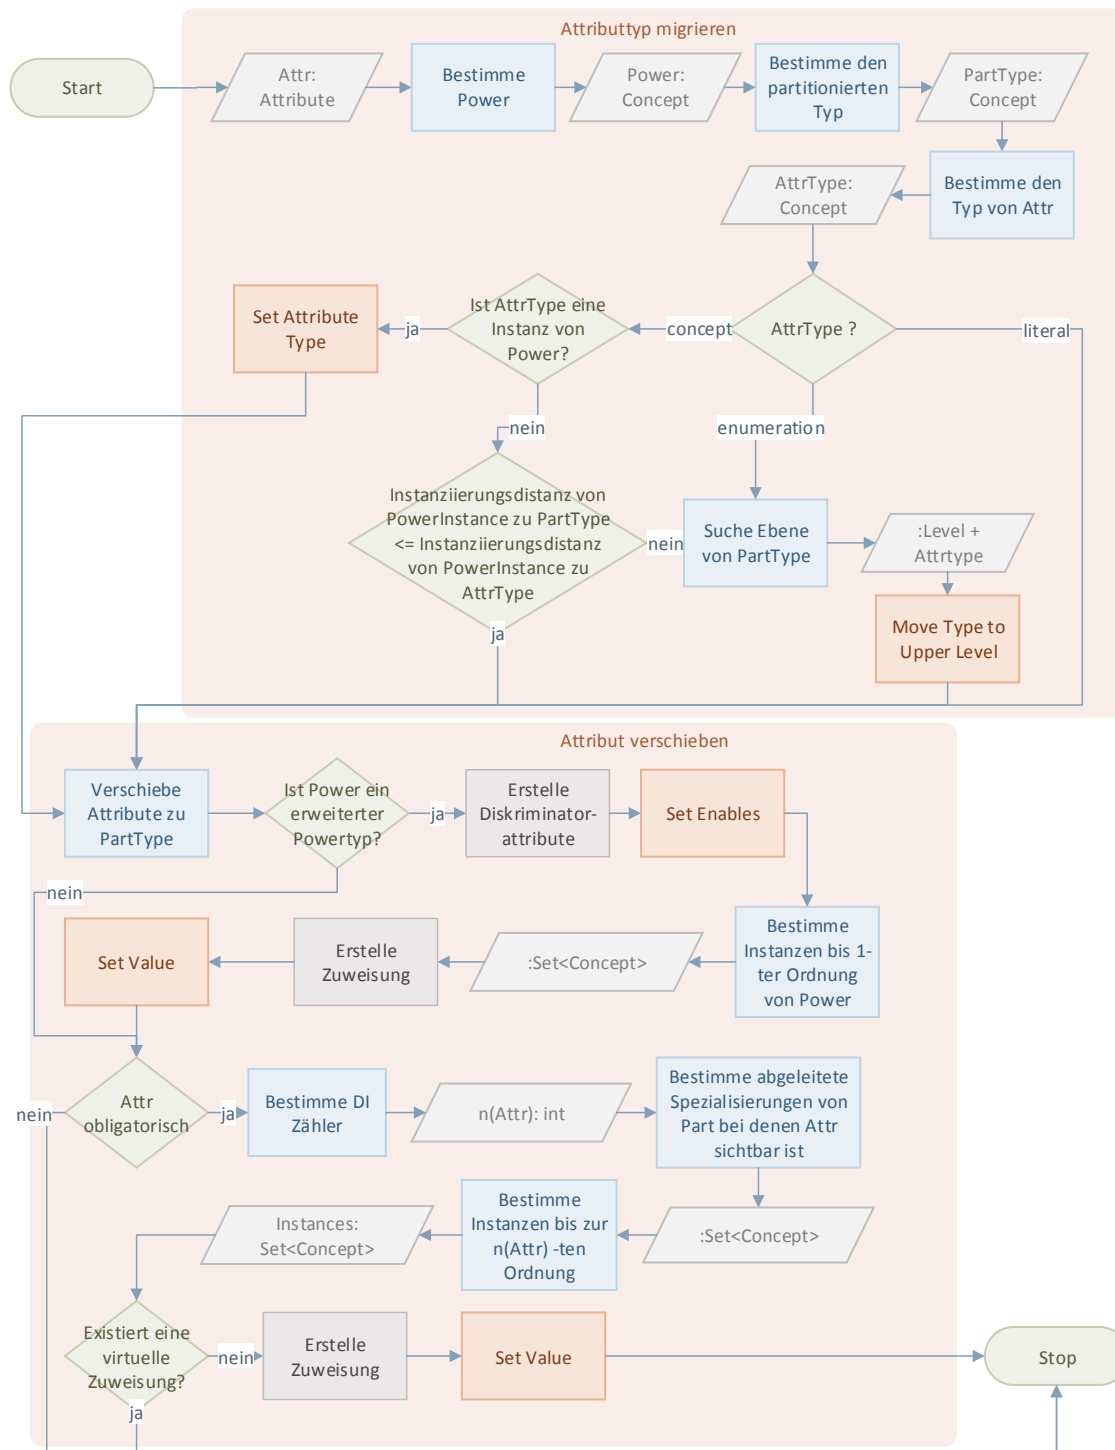 Attributtyp migrieren
Start
Attr:
Attribute
Bestimme
Power
Power:
Concept
Bestimme den
partitionierten
Typ
PartType:
Concept
AttrType:
Concept
Bestimme den
Typ von Attr
Set Attribute
Type
ja
Ist AttrType eine
Instanz von
Power?
concept
AttrType ?
literal
nein
enumeration
Instanziierungsdistanz von
PowerInstance zu PartType
<= Instanziierungsdistanz
von PowerInstance zu
AttrType
nein
Suche Ebene
von PartType
:Level +
Attrtype
ja
Move Type to
Upper Level
Attribut verschieben
Verschiebe
Attribute zu
PartType
Ist Power ein
erweiterter
Powertyp?
ja
Erstelle
Diskriminator-
attribute
Set Enables
nein
Set Value
Erstelle
Zuweisung
:Set<Concept>
Bestimme
Instanzen bis 1-
ter Ordnung
von Power
nein
Attr
obligatorisch
ja
Bestimme DI
Zähler
n(Attr): int
Bestimme abgeleitete
Spezialisierungen von
Part bei denen Attr
sichtbar ist
Instances:
Set<Concept>
Bestimme
Instanzen bis zur
n(Attr) -ten
Ordnung
:Set<Concept>
Existiert eine
virtuelle
Zuweisung?
nein
Erstelle
Zuweisung
Set Value
Stop
ja